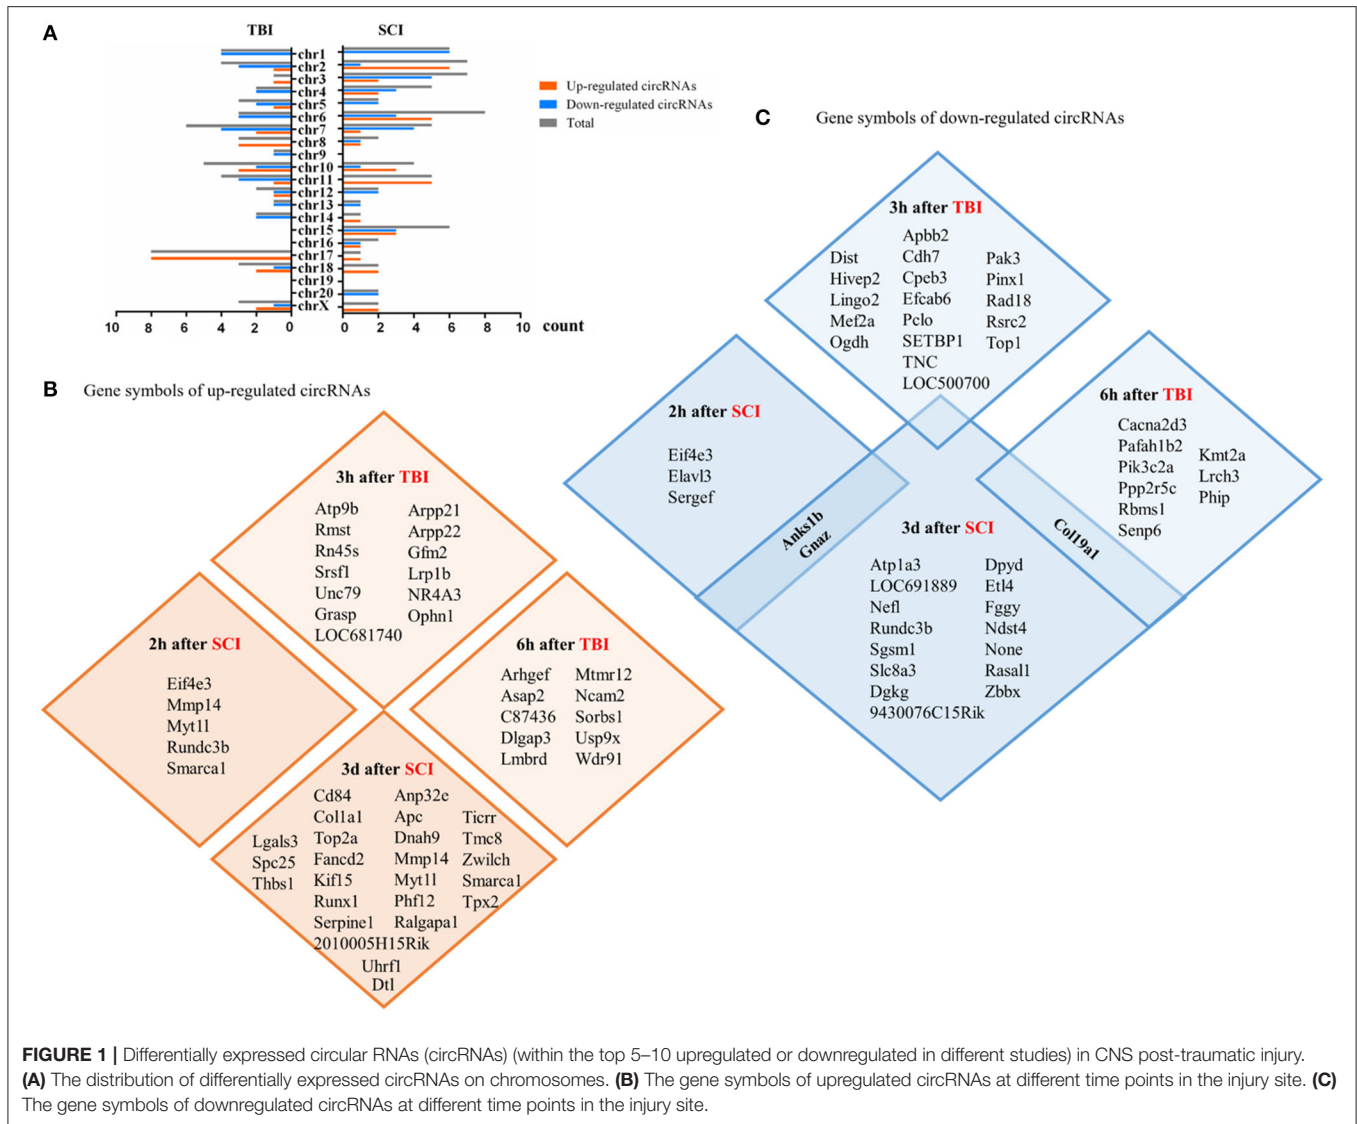 A
TBI
SCI
chr1
chr2
chr3
chr4
chr5
chr6
chr7
chr8
chr9
chr10
chr11
chr12
chr13
chr14
chr15
chr16
chr17
chr18
chr19
chr20
chrX
10 8 6 4 2 0
0 2 4 6 8 10 count
Up-regulated circRNAs
Down-regulated circRNAs
Total
B Gene symbols of up-regulated circRNAs
3h after TBI
Atp9b
Rmst
Rn45s
Srsf1
Unc79
Grasp
LOC681740
Arpp21
Arpp22
Gfm2
Lrp1b
NR4A3
Ophn1
2h after SCI
Eif4e3
Mmp14
Myt1l
Rundc3b
Smarca1
6h after TBI
Arhgef
Asap2
C87436
Dlgap3
Lmbrd
Mtmr12
Ncam2
Sorbs1
Usp9x
Wdr91
3d after SCI
Lgals3
Spc25
Thbs1
Cd84
Col1a1
Top2a
Fancd2
Kif15
Runx1
Serpine1
2010005H15Rik
Anp32e
Apc
Dnah9
Mmp14
Myt1l
Phf12
Ralgapa1
Ticrr
Tmc8
Zwilch
Smarca1
Tpx2
Uhrf1
Dtl
C Gene symbols of down-regulated circRNAs
3h after TBI
Dist
Hivep2
Lingo2
Mef2a
Ogdh
Apbb2
Cdh7
Cpeb3
Efcab6
Pclo
SETBP1
TNC
LOC500700
Pak3
Pinx1
Rad18
Rsrc2
Top1
2h after SCI
Eif4e3
Elavl3
Sergef
Anks1b
Gnaz
6h after TBI
Cacna2d3
Pafah1b2
Pik3c2a
Ppp2r5c
Rbms1
Senp6
Kmt2a
Lrch3
Phip
Col19a1
3d after SCI
Atp1a3
LOC691889
Nefl
Rundc3b
Sgsm1
Slc8a3
Dgkg
9430076C15Rik
Dpyd
Etl4
Fggy
Ndst4
None
Rasal1
Zbbx
FIGURE 1 | Differentially expressed circular RNAs (circRNAs) (within the top 5–10 upregulated or downregulated in different studies) in CNS post-traumatic injury.
(A) The distribution of differentially expressed circRNAs on chromosomes. (B) The gene symbols of upregulated circRNAs at different time points in the injury site. (C)
The gene symbols of downregulated circRNAs at different time points in the injury site.